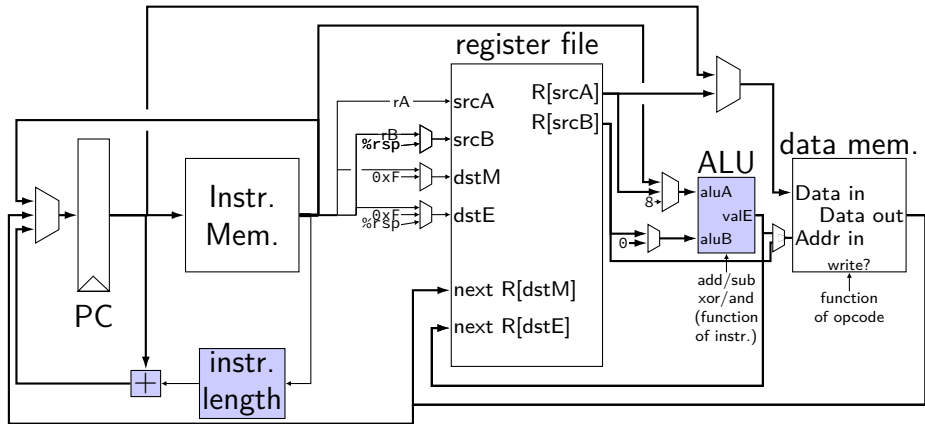 register file
R[srcA]
R[srcB]
rA
srcA
rB
%rsp
srcB
0xF
dstM
0xF
%rsp
dstE
next R[dstM]
next R[dstE]
Instr.
Mem.
PC
+
instr.
length
8
0
ALU
aluA
valE
aluB
add/sub
xor/and
(function
of instr.)
data mem.
Data in
Data out
Addr in
write?
function
of opcode